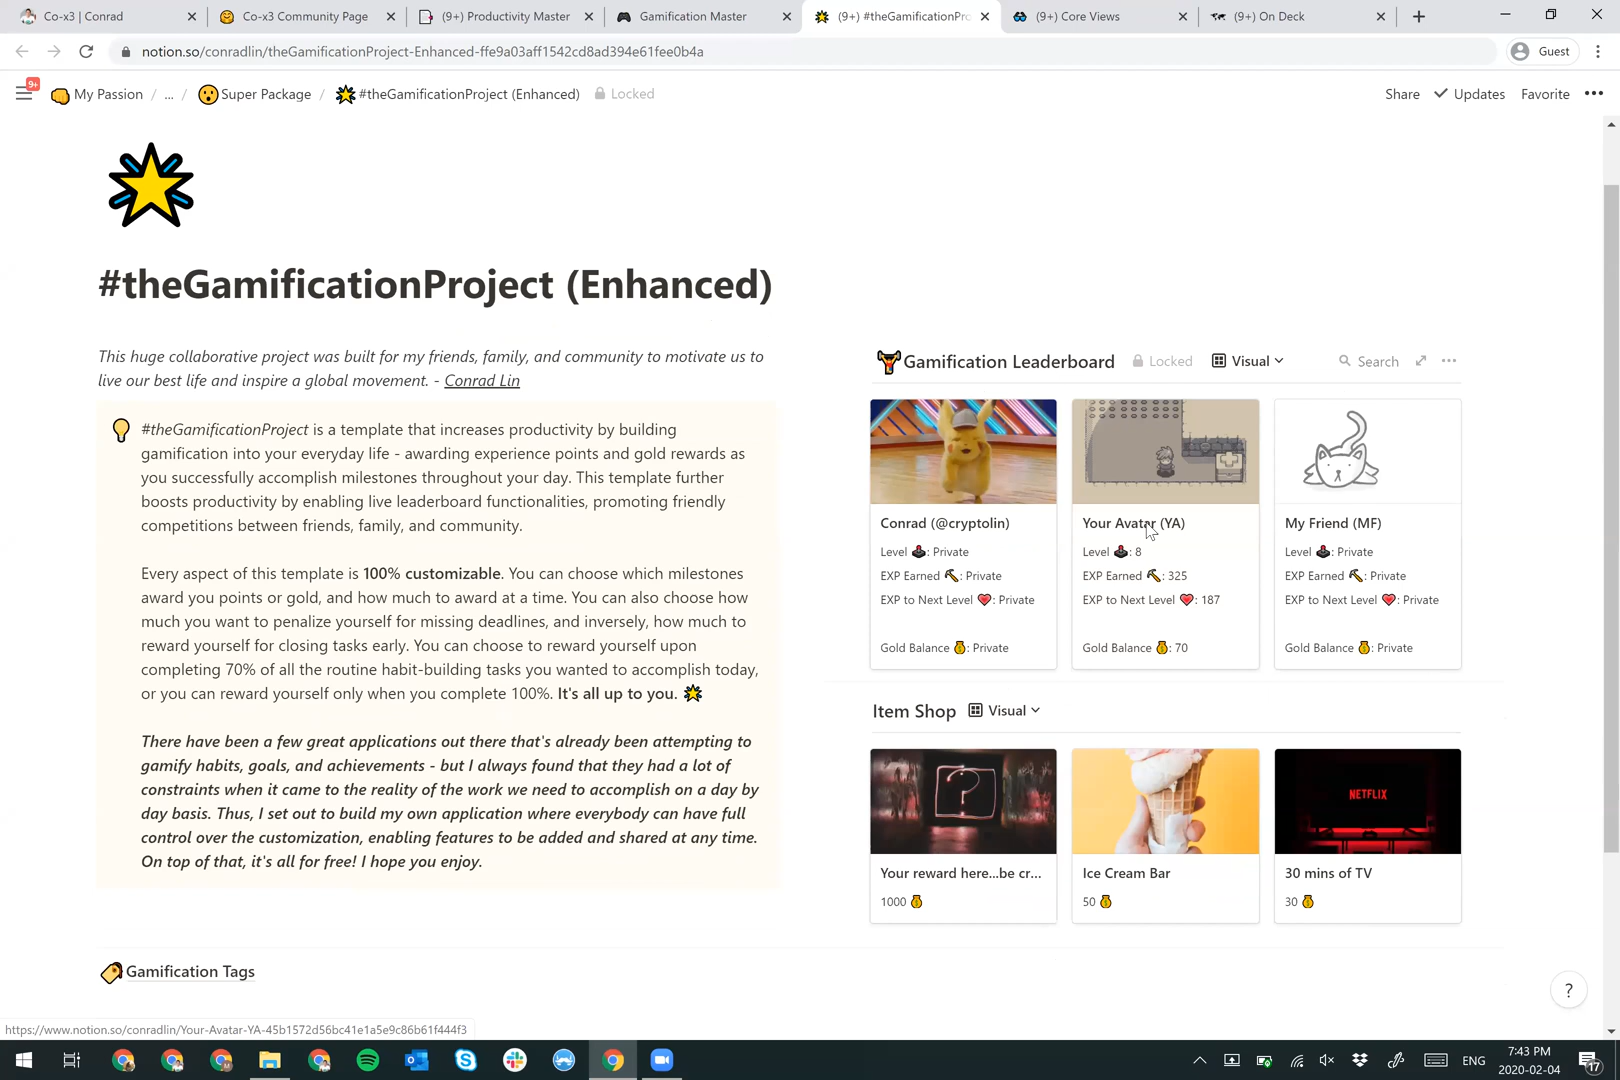 Co-x3 | Conrad
Co-x3 Community Page
(9+) Productivity Master
Gamification Master
(9+) #theGamificationPro
(9+) Core Views
(9+) On Deck
notion.so/conradlin/theGamificationProject-Enhanced-ffe9a03aff1542cd8ad394e61fee0b4a
Guest
9+
My Passion / ... / Super Package / #theGamificationProject (Enhanced) Locked
Share Updates Favorite
#theGamificationProject (Enhanced)
This huge collaborative project was built for my friends, family, and community to motivate us to
live our best life and inspire a global movement. - Conrad Lin
#theGamificationProject is a template that increases productivity by building
gamification into your everyday life - awarding experience points and gold rewards as
you successfully accomplish milestones throughout your day. This template further
boosts productivity by enabling live leaderboard functionalities, promoting friendly
competitions between friends, family, and community.
Every aspect of this template is 100% customizable. You can choose which milestones
award you points or gold, and how much to award at a time. You can also choose how
much you want to penalize yourself for missing deadlines, and inversely, how much to
reward yourself for closing tasks early. You can choose to reward yourself upon
completing 70% of all the routine habit-building tasks you wanted to accomplish today,
or you can reward yourself only when you complete 100%. It's all up to you.
There have been a few great applications out there that's already been attempting to
gamify habits, goals, and achievements - but I always found that they had a lot of
constraints when it came to the reality of the work we need to accomplish on a day by
day basis. Thus, I set out to build my own application where everybody can have full
control over the customization, enabling features to be added and shared at any time.
On top of that, it's all for free! I hope you enjoy.
Gamification Leaderboard Locked Visual Search
Conrad (@cryptolin)
Level : Private
EXP Earned : Private
EXP to Next Level : Private
Gold Balance : Private
Your Avatar (YA)
Level : 8
EXP Earned : 325
EXP to Next Level : 187
Gold Balance : 70
My Friend (MF)
Level : Private
EXP Earned : Private
EXP to Next Level : Private
Gold Balance : Private
Item Shop Visual
?
NETFLIX
Your reward here...be cr...
1000
Ice Cream Bar
50
30 mins of TV
30
Gamification Tags
?
https://www.notion.so/conradlin/Your-Avatar-YA-45b1572d56bc41e1a5e9c86b61f444f3
ENG
7:43 PM
2020-02-04
17